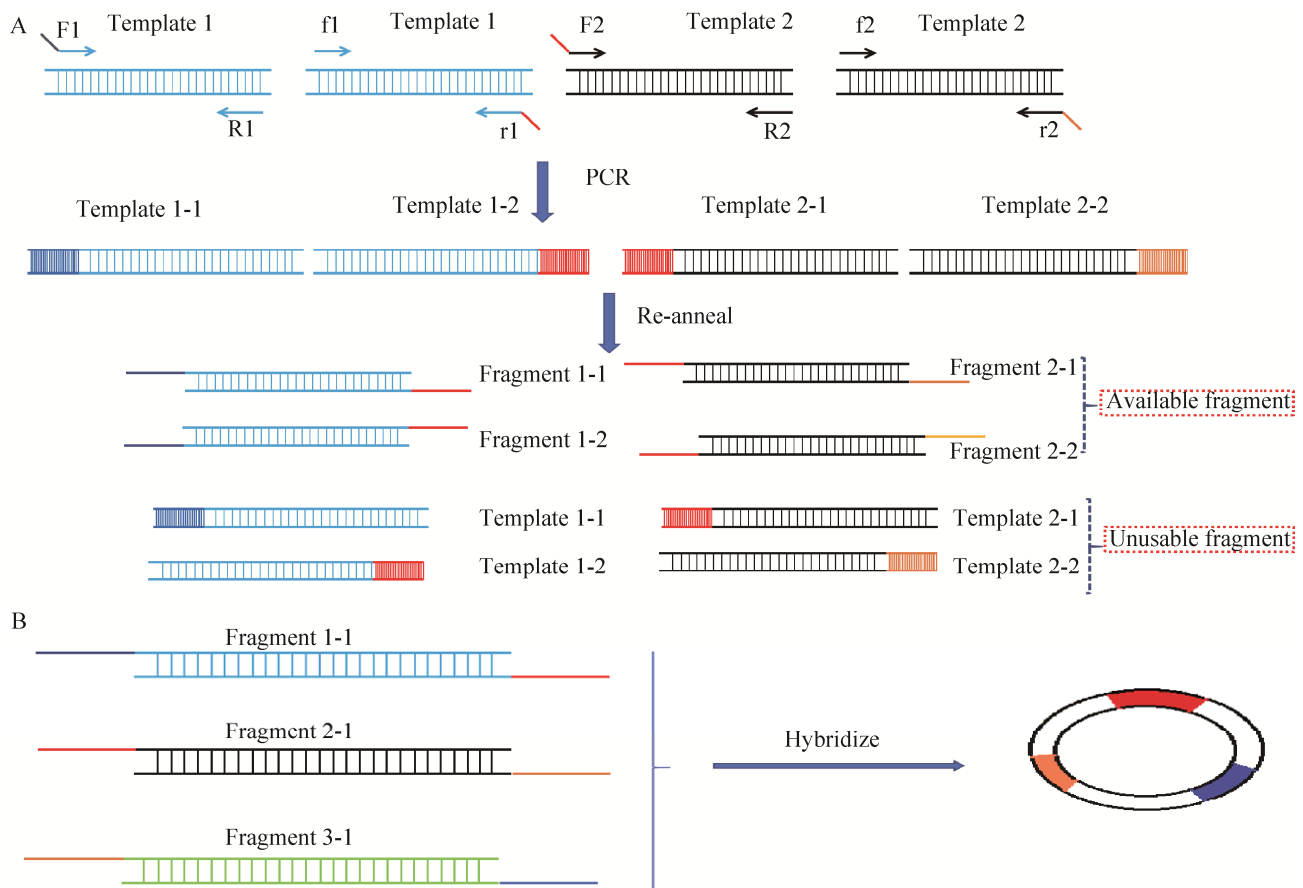 A
F1
Template 1
f1
Template 1
F2
Template 2
f2
Template 2
R1
r1
R2
r2
PCR
Template 1-1
Template 1-2
Template 2-1
Template 2-2
Re-anneal
Fragment 1-1
Fragment 2-1
Available fragment
Fragment 1-2
Fragment 2-2
Template 1-1
Template 2-1
Unusable fragment
Template 1-2
Template 2-2
B
Fragment 1-1
Fragment 2-1
Hybridize
Fragment 3-1